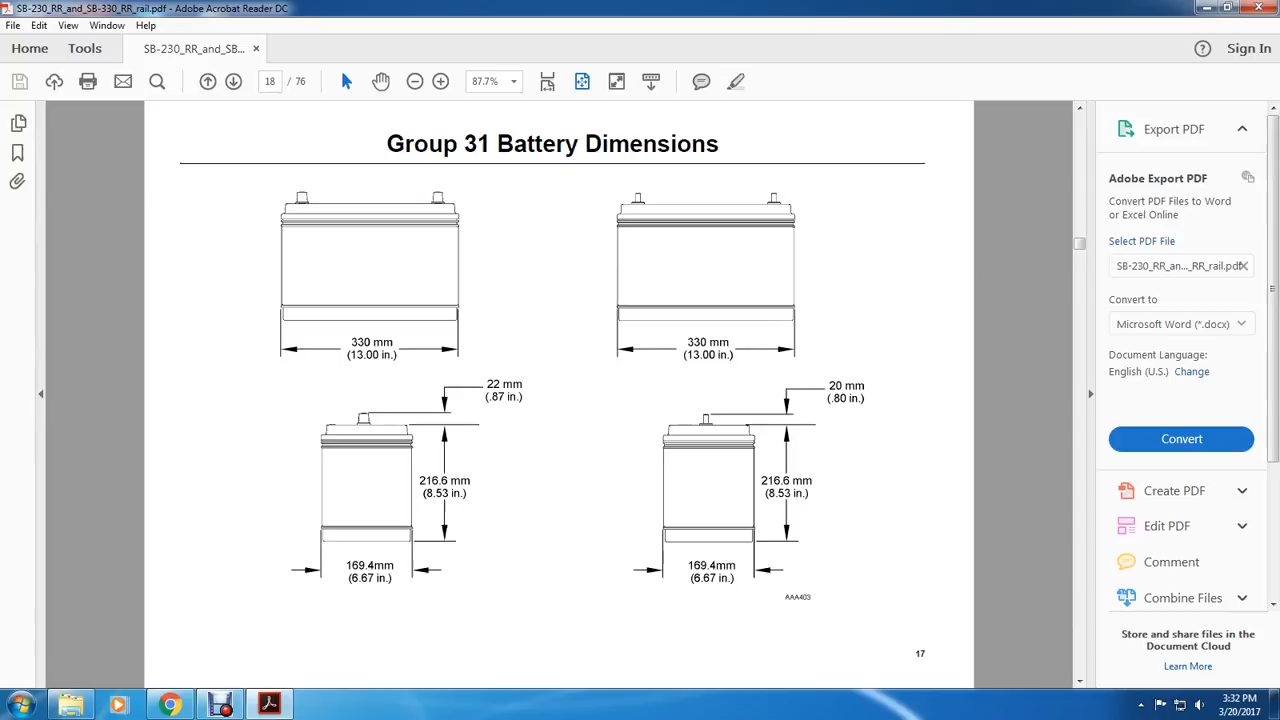 SB-230_RR_and_SB-330_RR_rail.pdf - Adobe Acrobat Reader DC
File Edit View Window Help
Home Tools SB-230_RR_and_SB... × ? Sign In
18 / 76 87.7%
Group 31 Battery Dimensions
330 mm
(13.00 in.)
330 mm
(13.00 in.)
22 mm
(.87 in.)
20 mm
(.80 in.)
216.6 mm
(8.53 in.)
216.6 mm
(8.53 in.)
169.4mm
(6.67 in.)
169.4mm
(6.67 in.)
AAA403
17
Export PDF
Adobe Export PDF
Convert PDF Files to Word
or Excel Online
Select PDF File
SB-230_RR_an..._RR_rail.pdf
Convert to
Microsoft Word (*.docx)
Document Language:
English (U.S.) Change
Convert
Create PDF
Edit PDF
Comment
Combine Files
Store and share files in the
Document Cloud
Learn More
3:32 PM
3/20/2017